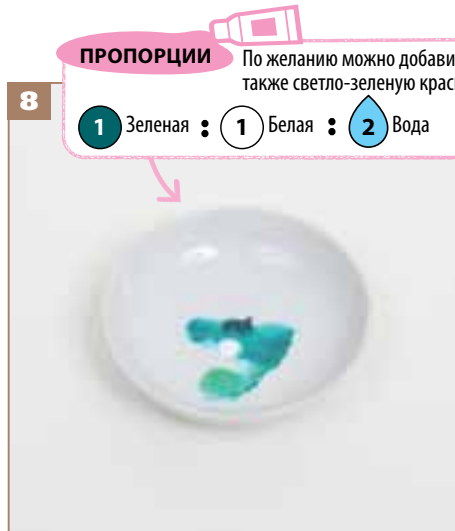 ПРОПОРЦИИ
По желанию можно добави
также светло-зеленую крас
8
1 Зеленая : 1 Белая : 2 Вода